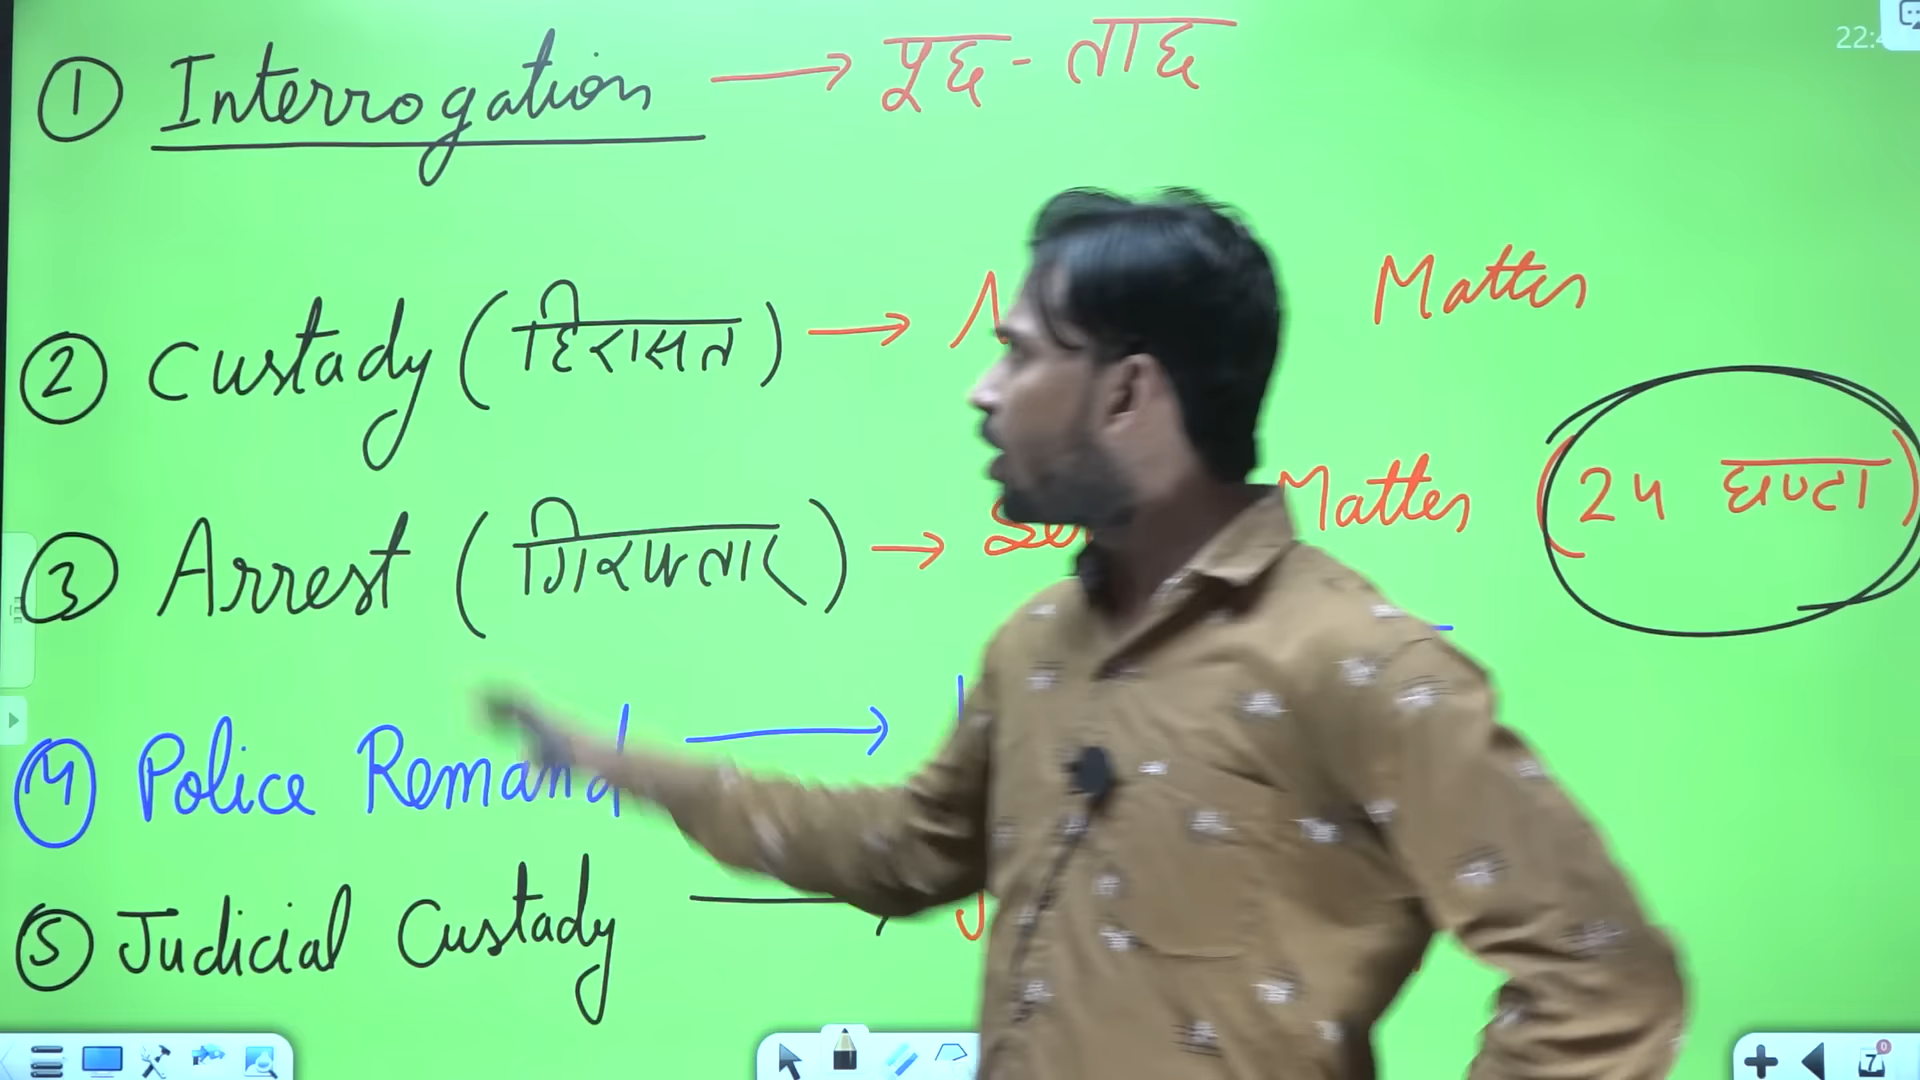 ① Interrogation → पूछ - ताछ
② Custady (हिरासत) → Matter
③ Arrest (गिरफ्तार) → Matter (24 घण्टा)
④ Police Remand →
⑤ Judicial Custady →